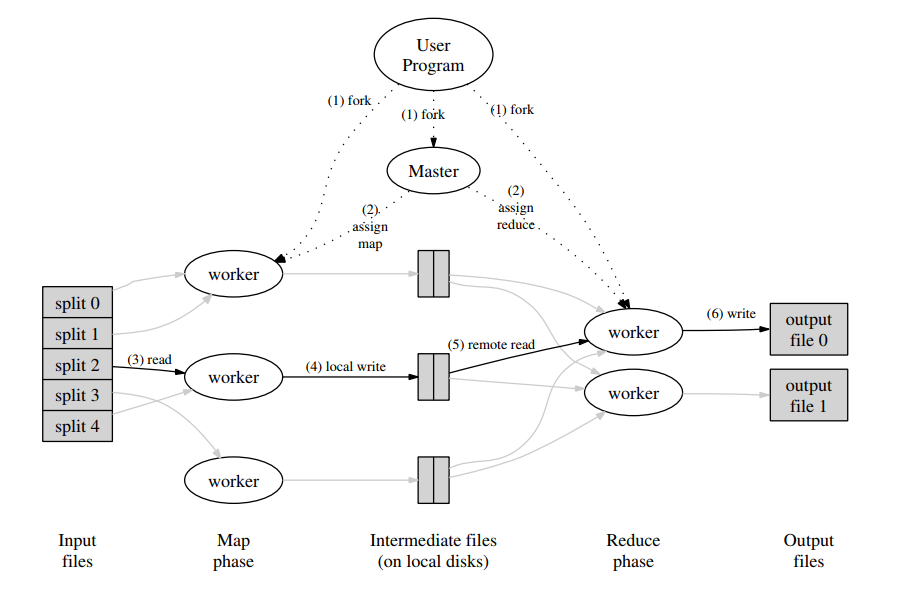 User
Program
(1) fork
(1) fork
(1) fork
Master
(2)
assign
map
(2)
assign
reduce
worker
split 0
split 1
split 2
split 3
split 4
(3) read
worker
(4) local write
(5) remote read
worker
(6) write
output
file 0
worker
output
file 1
worker
Input
files
Map
phase
Intermediate files
(on local disks)
Reduce
phase
Output
files